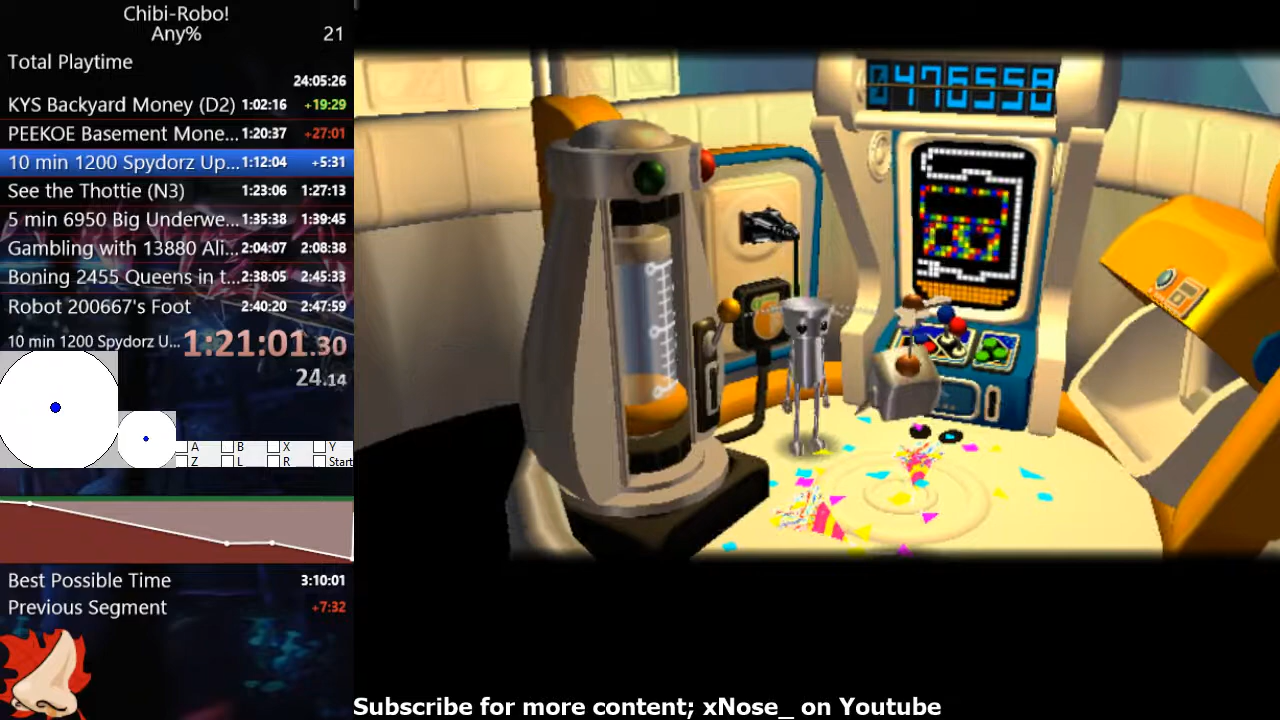 Chibi-Robo!
Any% 21
Total Playtime
24:05:26
KYS Backyard Money (D2) 1:02:16 +19:29
PEEKOE Basement Mone... 1:20:37 +27:01
10 min 1200 Spydorz Up... 1:12:04 +5:31
See the Thottie (N3) 1:23:06 1:27:13
5 min 6950 Big Underwe... 1:35:38 1:39:45
Gambling with 13880 Ali... 2:04:07 2:08:38
Boning 2455 Queens in t... 2:38:05 2:45:33
Robot 200667's Foot 2:40:20 2:47:59
10 min 1200 Spydorz U... 1:21:01.30
24.14
A B X Y
Z L R Start
Best Possible Time 3:10:01
Previous Segment +7:32
0476558
Subscribe for more content; xNose_ on Youtube